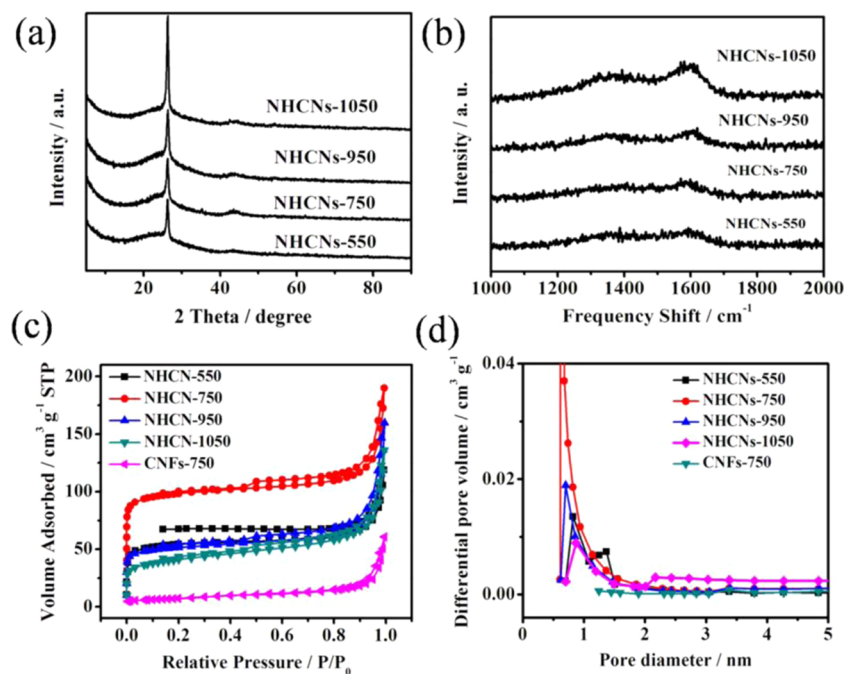 (a)
Intensity / a.u.
NHCNs-1050
NHCNs-950
NHCNs-750
NHCNs-550
20 40 60 80
2 Theta / degree
(b)
Intensity / a. u.
NHCNs-1050
NHCNs-950
NHCNs-750
NHCNs-550
1000 1200 1400 1600 1800 2000
Frequency Shift / cm⁻¹
(c)
Volume Adsorbed / cm³ g⁻¹ STP
200
150
100
50
0
NHCN-550
NHCN-750
NHCN-950
NHCN-1050
CNFs-750
0.0 0.2 0.4 0.6 0.8 1.0
Relative Pressure / P/P₀
(d)
Differential pore volume / cm³ g⁻¹
0.04
0.02
0.00
NHCNs-550
NHCNs-750
NHCNs-950
NHCNs-1050
CNFs-750
0 1 2 3 4 5
Pore diameter / nm